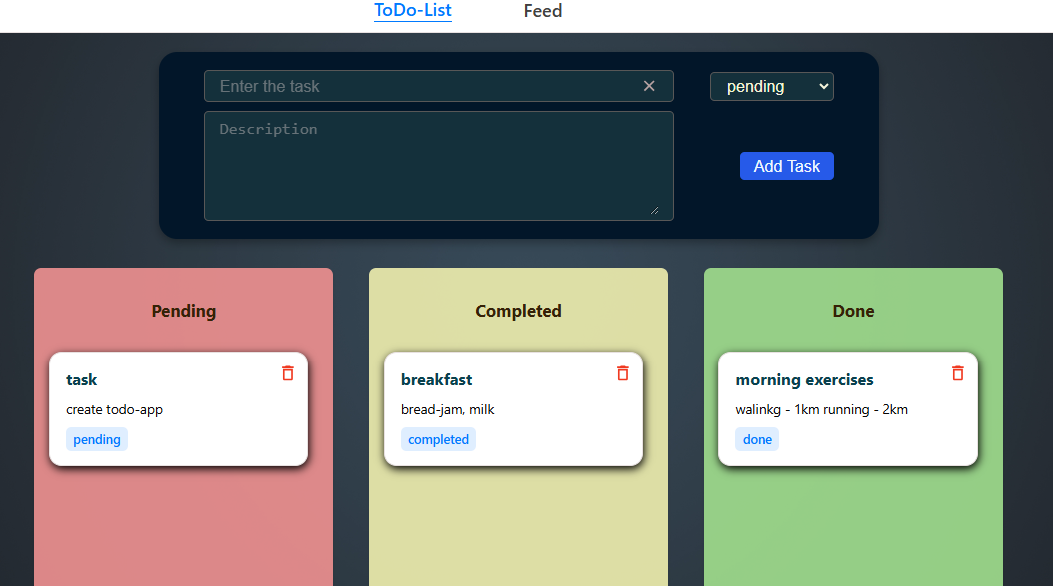 ToDo-List Feed
Enter the task pending
Description
Add Task
Pending Completed Done
task
create todo-app
pending
breakfast
bread-jam, milk
completed
morning exercises
walinkg - 1km running - 2km
done